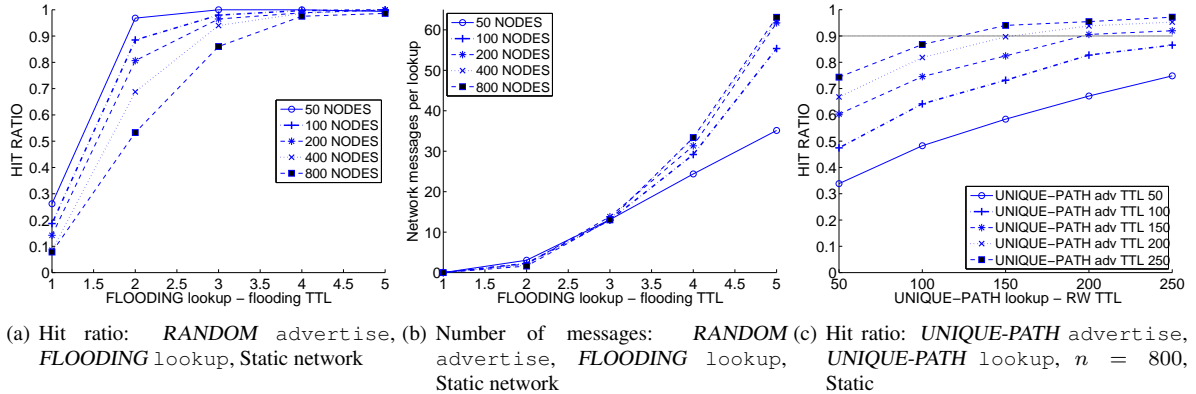 1
0.9
0.8
0.7
0.6
0.5
0.4
0.3
0.2
0.1
0
HIT RATIO
50 NODES
100 NODES
200 NODES
400 NODES
800 NODES
1 1.5 2 2.5 3 3.5 4 4.5 5
FLOODING lookup − flooding TTL
60
50
40
30
20
10
0
Network messages per lookup
50 NODES
100 NODES
200 NODES
400 NODES
800 NODES
1 1.5 2 2.5 3 3.5 4 4.5 5
FLOODING lookup − flooding TTL
1
0.9
0.8
0.7
0.6
0.5
0.4
0.3
0.2
0.1
0
HIT RATIO
UNIQUE−PATH adv TTL 50
UNIQUE−PATH adv TTL 100
UNIQUE−PATH adv TTL 150
UNIQUE−PATH adv TTL 200
UNIQUE−PATH adv TTL 250
50 100 150 200 250
UNIQUE−PATH lookup − RW TTL
(a) Hit ratio: RANDOM advertise,
FLOODING lookup, Static network
(b) Number of messages: RANDOM
advertise, FLOODING lookup,
Static network
(c) Hit ratio: UNIQUE-PATH advertise,
UNIQUE-PATH lookup, n = 800,
Static